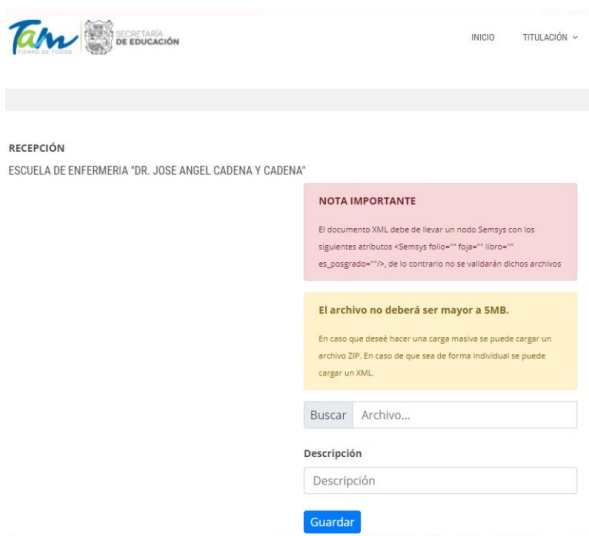 Tam
TIEMPO DE TODOS
SECRETARÍA
DE EDUCACIÓN
INICIO TITULACIÓN
RECEPCIÓN
ESCUELA DE ENFERMERIA "DR. JOSE ANGEL CADENA Y CADENA"
NOTA IMPORTANTE
El documento XML debe de llevar un nodo Semsys con los
siguientes atributos <Semsys folio="" foja="" libro=""
es_posgrado=""/>, de lo contrario no se validarán dichos archivos
El archivo no deberá ser mayor a 5MB.
En caso que deseé hacer una carga masiva se puede cargar un
archivo ZIP. En caso de que sea de forma individual se puede
cargar un XML.
Buscar Archivo...
Descripción
Descripción
Guardar